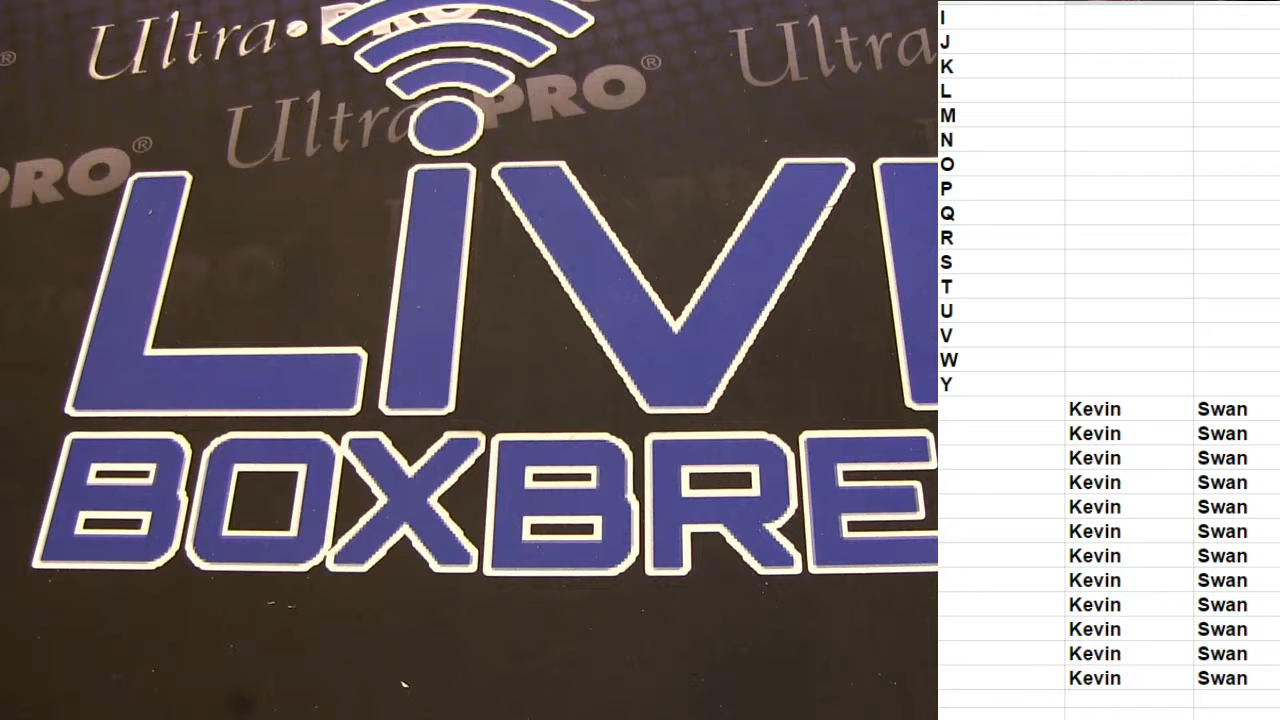 Ultra•PRO
Ultra PRO®
Ultra
PRO®
LiV
BOXBRE
I
J
K
L
M
N
O
P
Q
R
S
T
U
V
W
Y
Kevin Swan
Kevin Swan
Kevin Swan
Kevin Swan
Kevin Swan
Kevin Swan
Kevin Swan
Kevin Swan
Kevin Swan
Kevin Swan
Kevin Swan
Kevin Swan